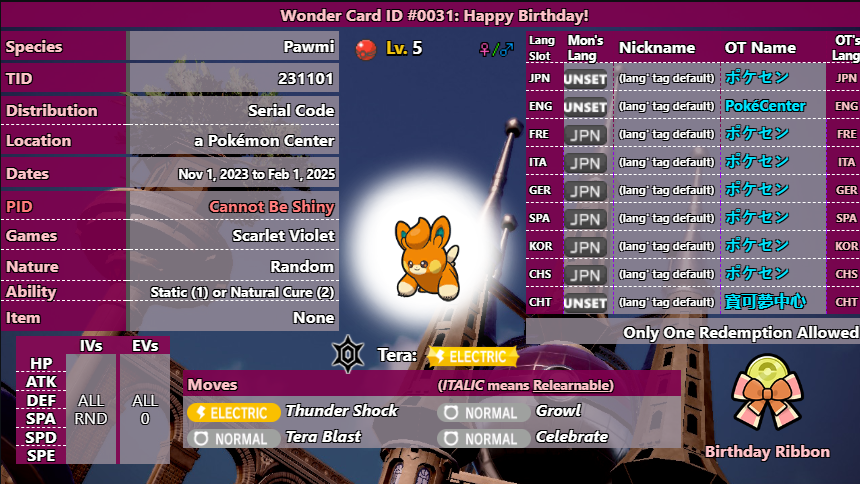 Wonder Card ID #0031: Happy Birthday!
Species Pawmi
TID 231101
Distribution Serial Code
Location a Pokémon Center
Dates Nov 1, 2023 to Feb 1, 2025
PID Cannot Be Shiny
Games Scarlet Violet
Nature Random
Ability Static (1) or Natural Cure (2)
Item None
Lv. 5 ♀/♂
Lang Slot Mon's Lang Nickname OT Name OT's Lang
JPN UNSET (lang' tag default) ポケセン JPN
ENG UNSET (lang' tag default) PokéCenter ENG
FRE JPN (lang' tag default) ポケセン FRE
ITA JPN (lang' tag default) ポケセン ITA
GER JPN (lang' tag default) ポケセン GER
SPA JPN (lang' tag default) ポケセン SPA
KOR JPN (lang' tag default) ポケセン KOR
CHS JPN (lang' tag default) ポケセン CHS
CHT UNSET (lang' tag default) 寶可夢中心 CHT
Only One Redemption Allowed
IVs EVs
HP
ATK
DEF ALL ALL
SPA RND 0
SPD
SPE
Tera: ELECTRIC
Moves (ITALIC means Relearnable)
ELECTRIC Thunder Shock NORMAL Growl
NORMAL Tera Blast NORMAL Celebrate
Birthday Ribbon